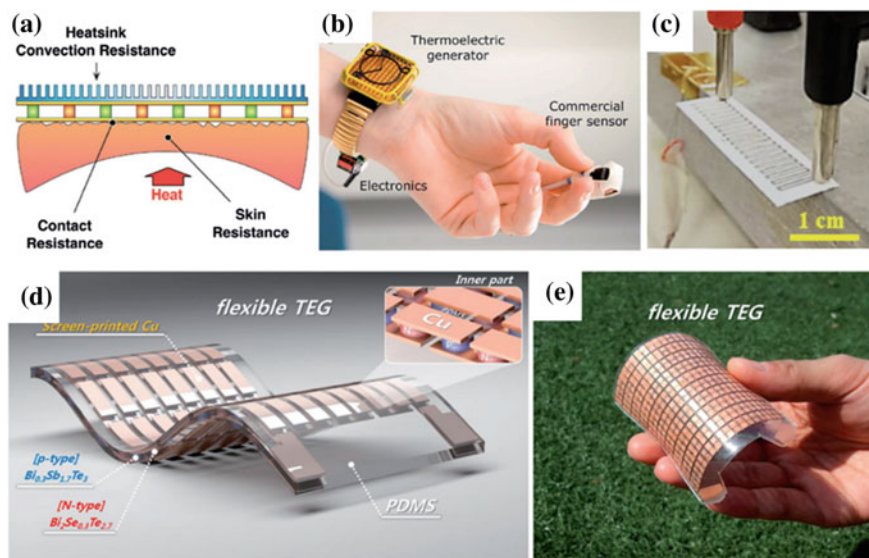 (a)
Heatsink
Convection Resistance
Contact
Resistance
Heat
Skin
Resistance
(b)
Thermoelectric
generator
Commercial
finger sensor
Electronics
(c)
1 cm
(d)
flexible TEG
Inner part
Cu
Screen-printed Cu
[p-type]
Bi₀.₃Sb₁.₇Te₃
[N-type]
Bi₂Se₀.₃Te₂.₇
PDMS
(e)
flexible TEG